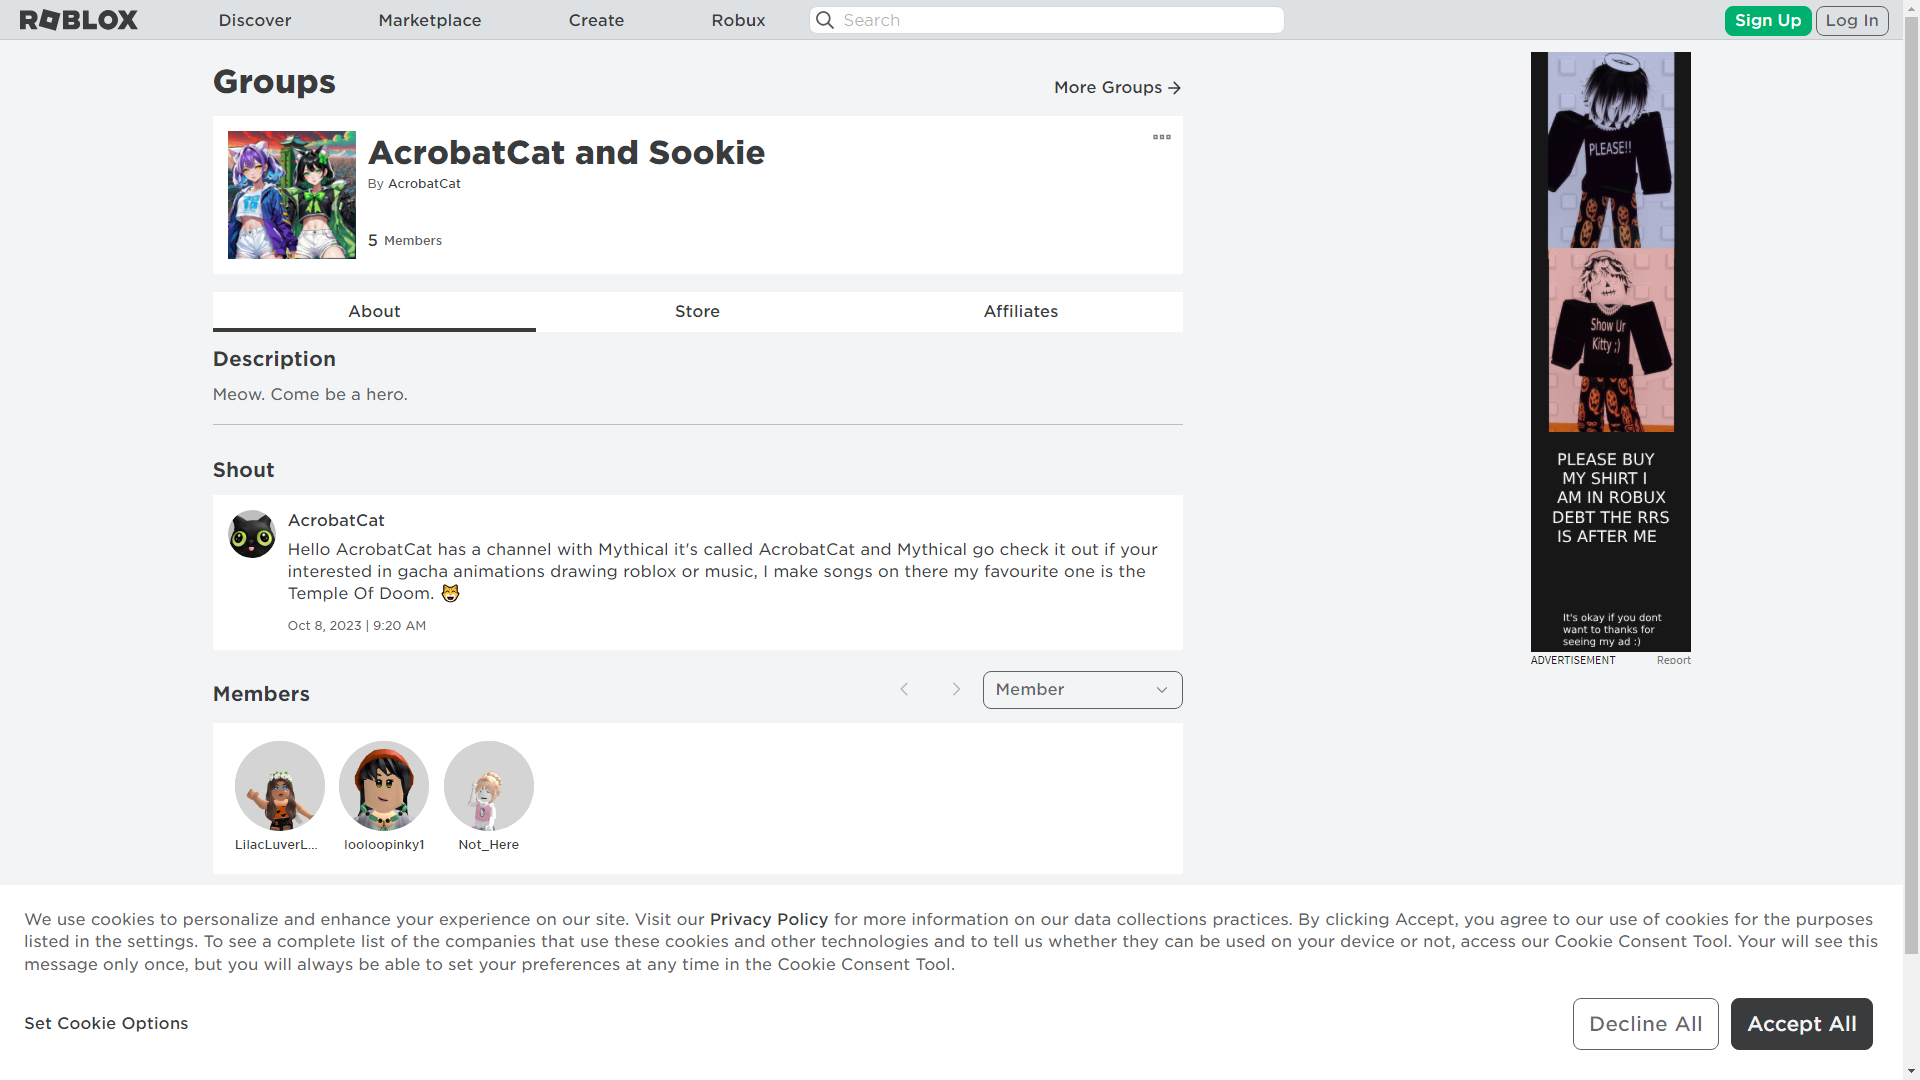 ROBLOX
Discover
Marketplace
Create
Robux
Search
Sign Up
Log In
Groups
More Groups →
AcrobatCat and Sookie
By AcrobatCat
5 Members
About
Store
Affiliates
Description
Meow. Come be a hero.
Shout
AcrobatCat
Hello AcrobatCat has a channel with Mythical it's called AcrobatCat and Mythical go check it out if your
interested in gacha animations drawing roblox or music, I make songs on there my favourite one is the
Temple Of Doom. 😸
Oct 8, 2023 | 9:20 AM
Members
Member
LilacLuverL...
looloopinky1
Not_Here
PLEASE!!
Show Ur
Kitty ;)
PLEASE BUY
MY SHIRT I
AM IN ROBUX
DEBT THE RRS
IS AFTER ME
It's okay if you dont
want to thanks for
seeing my ad :)
ADVERTISEMENT
Report
We use cookies to personalize and enhance your experience on our site. Visit our Privacy Policy for more information on our data collections practices. By clicking Accept, you agree to our use of cookies for the purposes
listed in the settings. To see a complete list of the companies that use these cookies and other technologies and to tell us whether they can be used on your device or not, access our Cookie Consent Tool. Your will see this
message only once, but you will always be able to set your preferences at any time in the Cookie Consent Tool.
Set Cookie Options
Decline All
Accept All